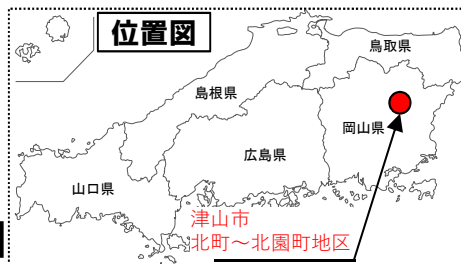 位置図
鳥取県
島根県
岡山県
広島県
山口県
津山市
北町～北園町地区